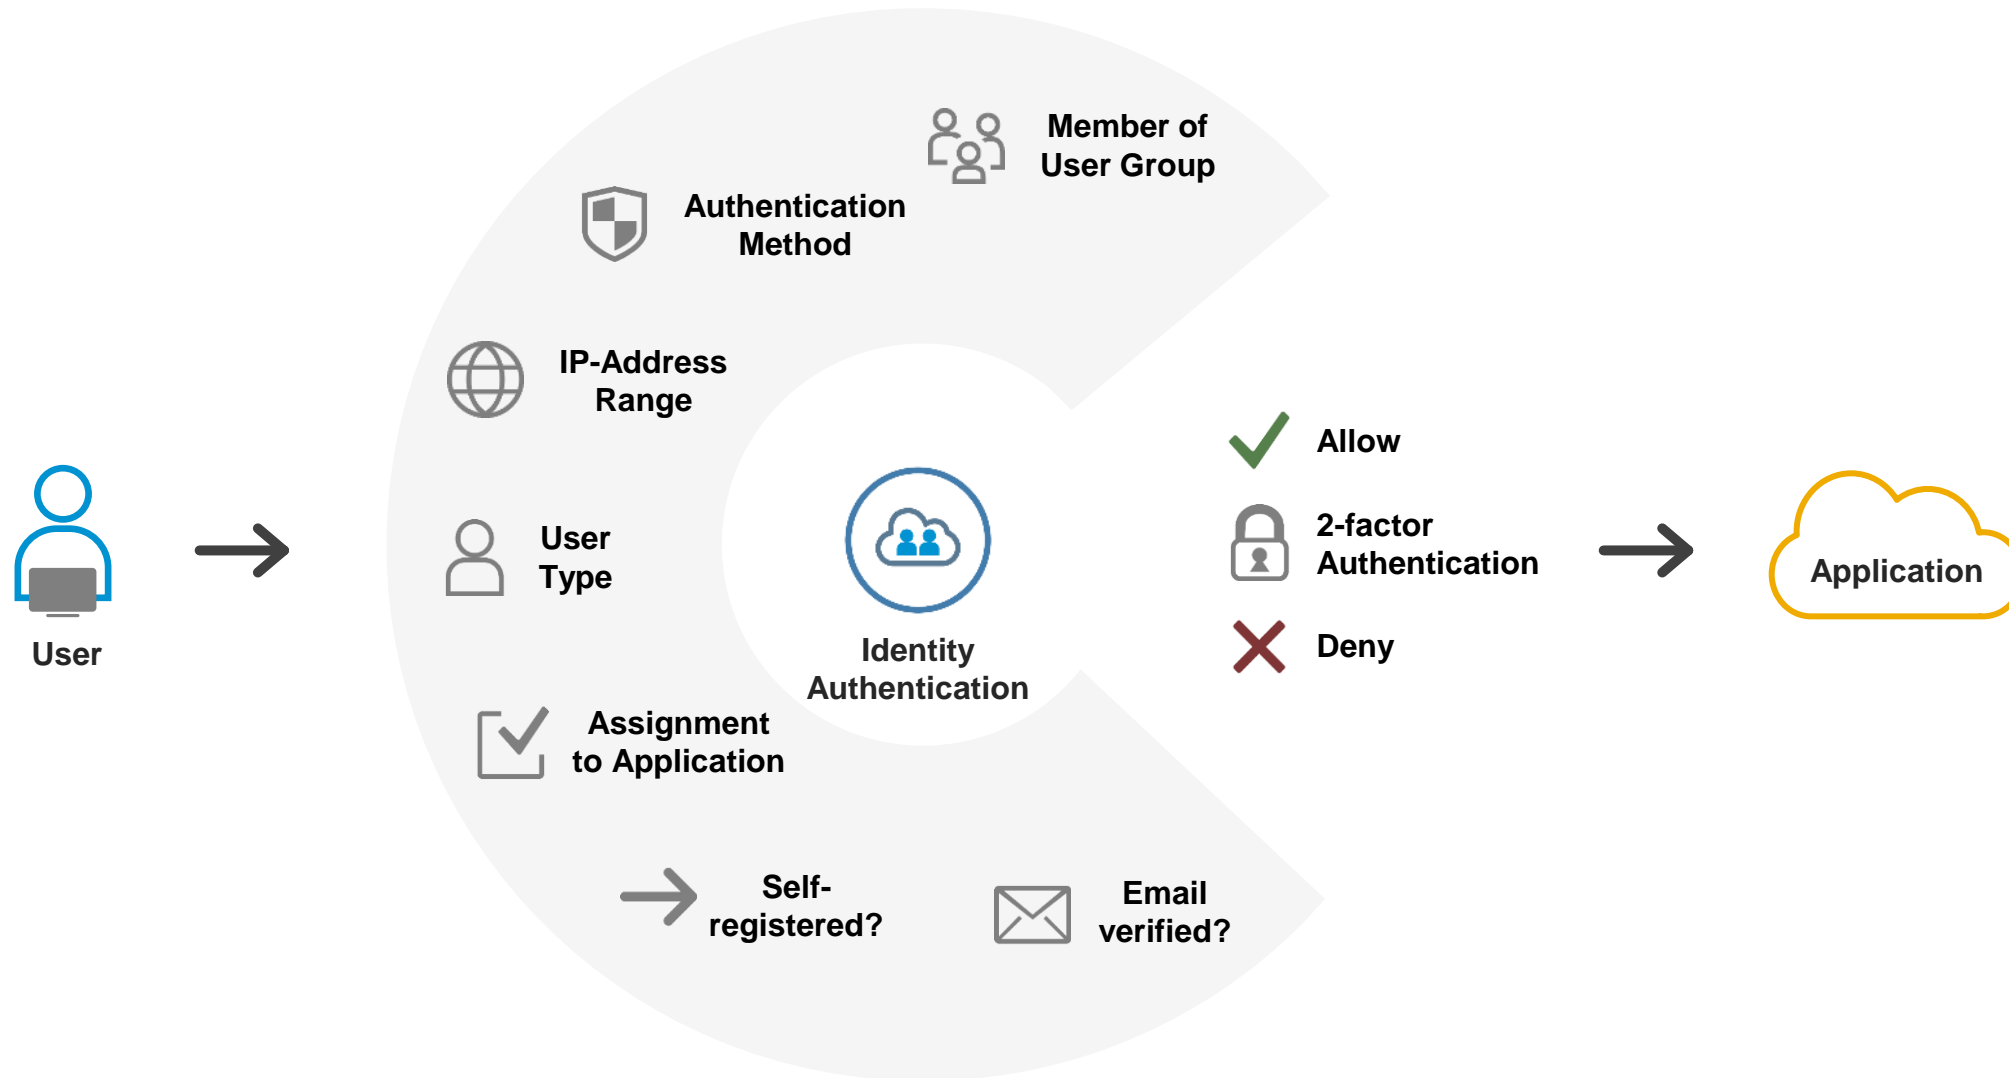 Member of
User Group
Authentication
Method
IP-Address
Range
Allow
User
Type
2-factor
Authentication
Application
User
Identity
Authentication
Deny
Assignment
to Application
Self-
registered?
Email
verified?